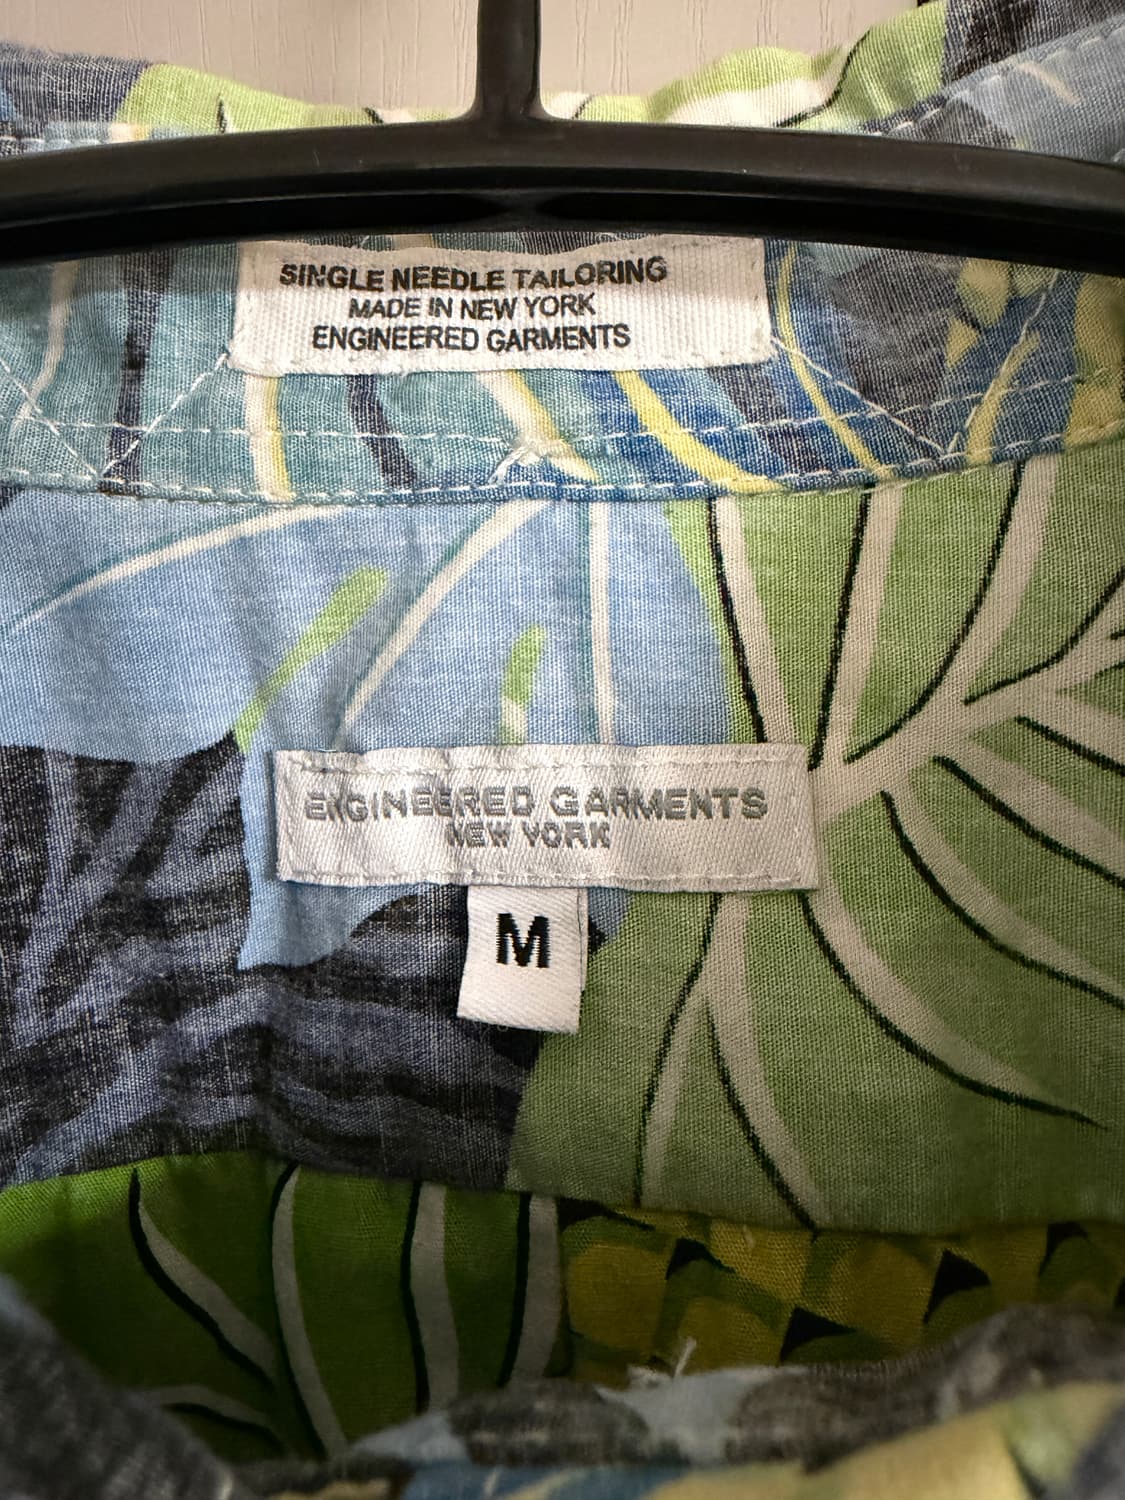 SINGLE NEEDLE TAILORING
MADE IN NEW YORK
ENGINEERED GARMENTS
ENGINEERED GARMENTS
NEW YORK
M